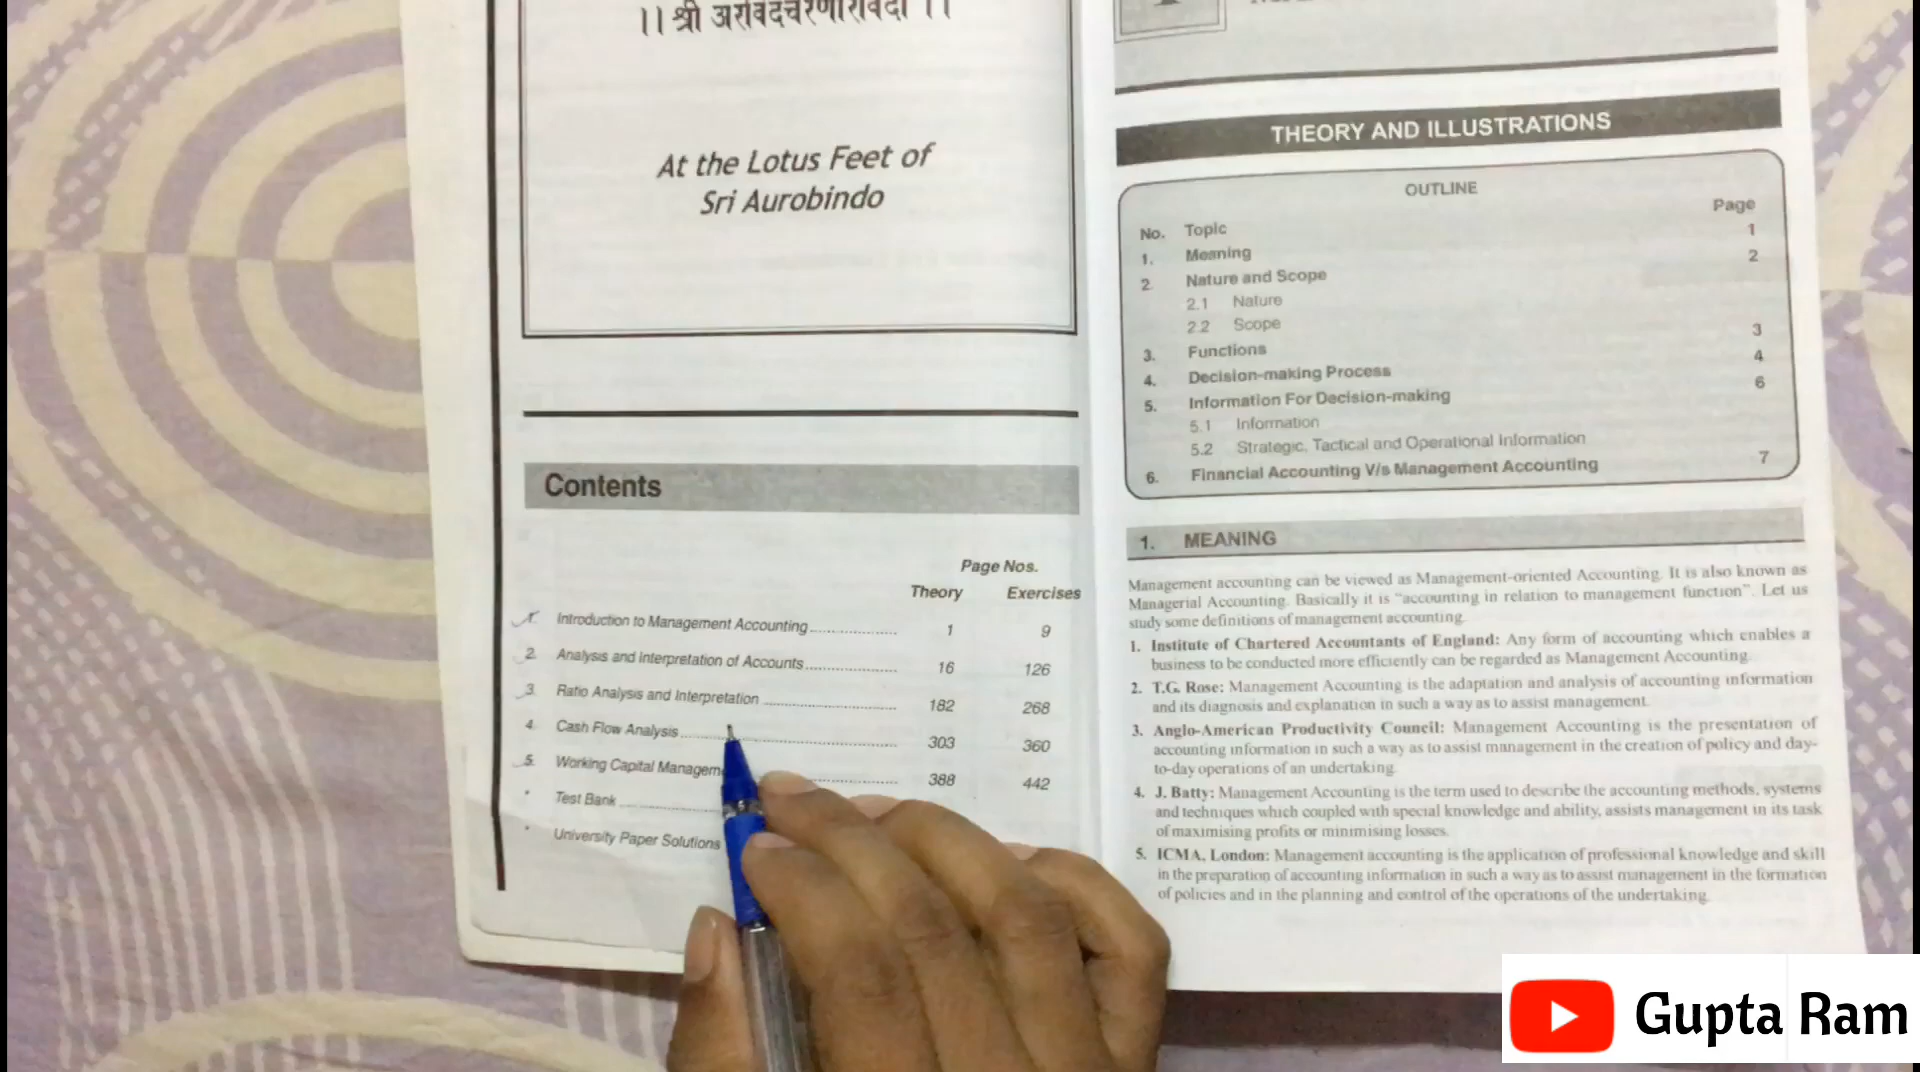 ।। श्री अरविंदचरणारविंदौ ।।
At the Lotus Feet of
Sri Aurobindo
Contents
Page Nos.
Theory Exercises
1. Introduction to Management Accounting 1 9
2. Analysis and Interpretation of Accounts 16 126
3. Ratio Analysis and Interpretation 182 268
4. Cash Flow Analysis 303 360
5. Working Capital 388 442
* Test Bank
* University Paper Solutions
THEORY AND ILLUSTRATIONS
OUTLINE
No. Topic Page
1. Meaning 1
2. Nature and Scope 2
2.1 Nature
2.2 Scope
3. Functions 3
4. Decision-making Process 4
5. Information For Decision-making 6
5.1 Information
5.2 Strategic, Tactical and Operational Information
6. Financial Accounting V/s Management Accounting 7
1. MEANING
Management accounting can be viewed as Management-oriented Accounting. It is also known as
Managerial Accounting. Basically it is “accounting in relation to management function”. Let us
study some definitions of management accounting.
1. Institute of Chartered Accountants of England: Any form of accounting which enables a
business to be conducted more efficiently can be regarded as Management Accounting.
2. T.G. Rose: Management Accounting is the adaptation and analysis of accounting information
and its diagnosis and explanation in such a way as to assist management.
3. Anglo-American Productivity Council: Management Accounting is the presentation of
accounting information in such a way as to assist management in the creation of policy and day-
to-day operations of an undertaking.
4. J. Batty: Management Accounting is the term used to describe the accounting methods, systems
and techniques which coupled with special knowledge and ability, assists management in its task
of maximising profits or minimising losses.
5. ICMA, London: Management accounting is the application of professional knowledge and skill
in the preparation of accounting information in such a way as to assist management in the formation
of policies and in the planning and control of the operations of the undertaking.
Gupta Ram